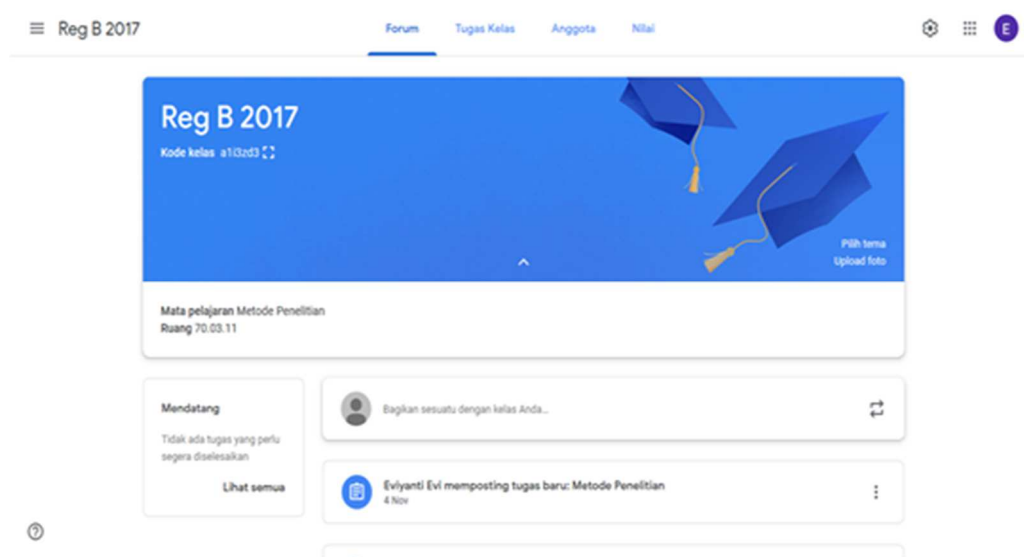 Reg B 2017
Forum Tugas Kelas Anggota Nilai
E
Reg B 2017
Kode kelas a1i3zd3
Pilih tema
Upload foto
Mata pelajaran Metode Penelitian
Ruang 70.03.11
Mendatang
Tidak ada tugas yang perlu
segera diselesaikan
Lihat semua
Bagikan sesuatu dengan kelas Anda...
Eviyanti Evi memposting tugas baru: Metode Penelitian
4 Nov